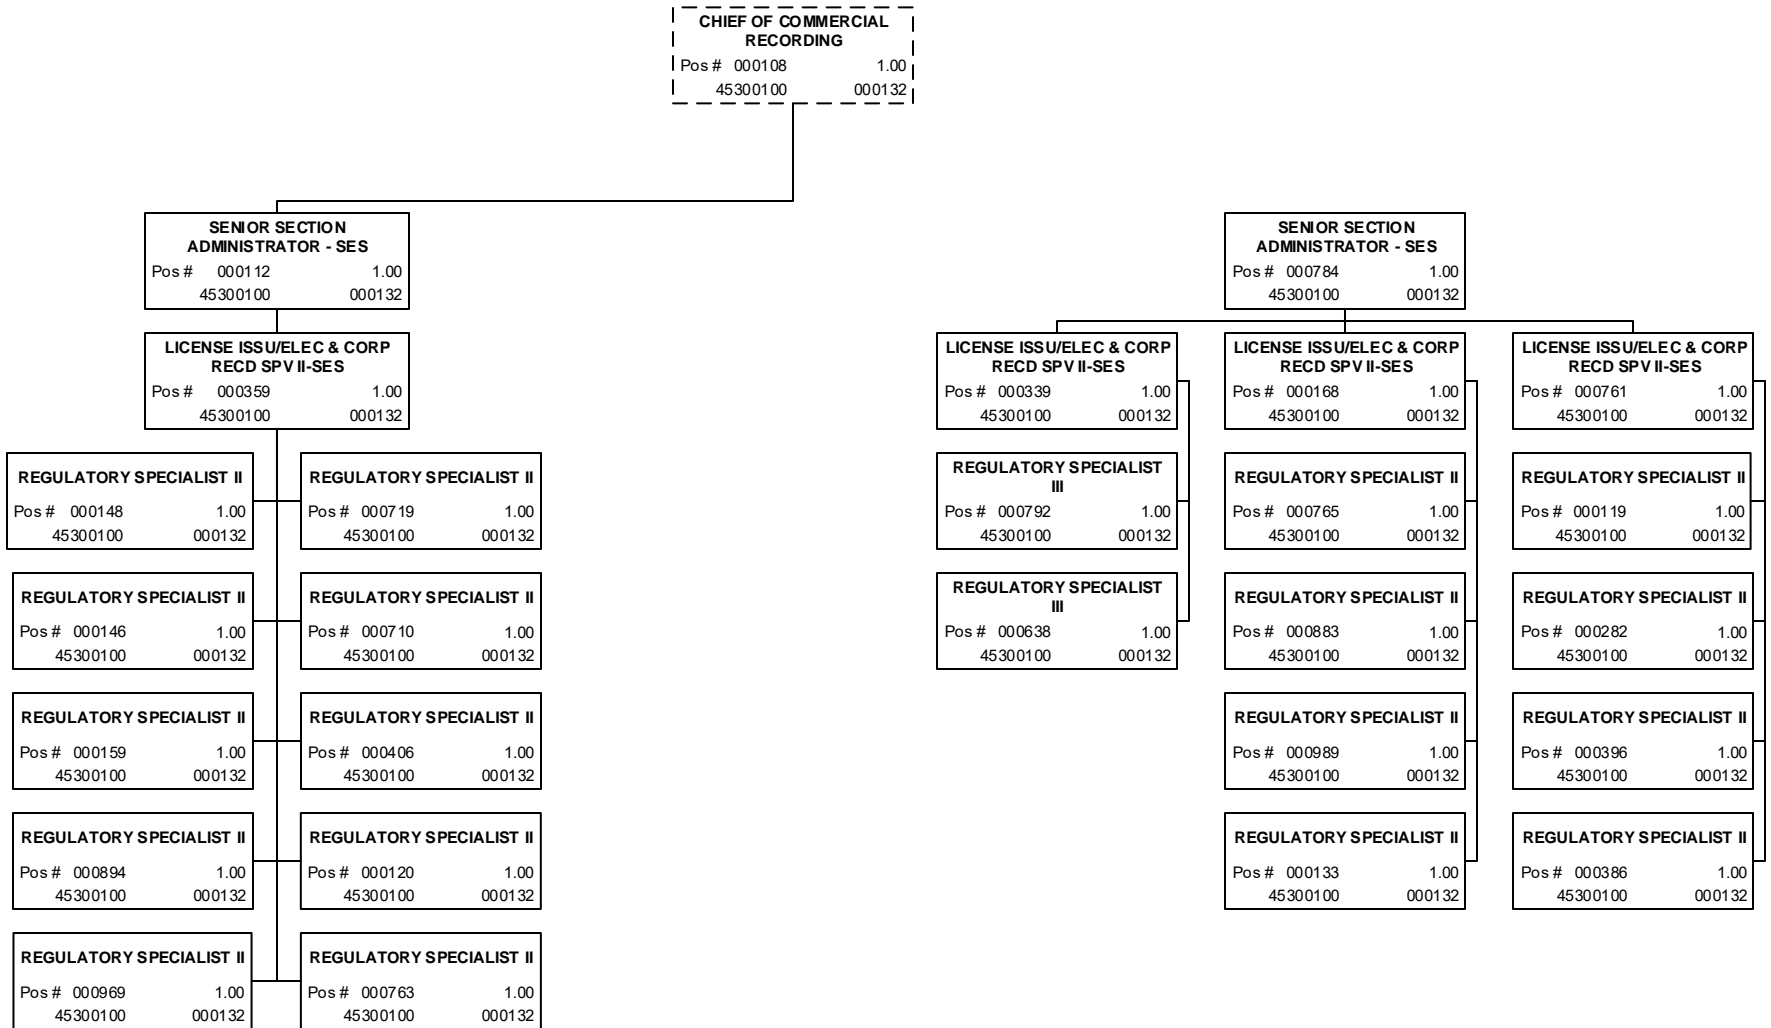 CHIEF OF COMMERCIAL
RECORDING
Pos # 000108 1.00
45300100 000132
SENIOR SECTION
ADMINISTRATOR - SES
Pos # 000112 1.00
45300100 000132
LICENSE ISSU/ELEC & CORP
RECD SPV II-SES
Pos # 000359 1.00
45300100 000132
REGULATORY SPECIALIST II
Pos # 000148 1.00
45300100 000132
REGULATORY SPECIALIST II
Pos # 000719 1.00
45300100 000132
REGULATORY SPECIALIST II
Pos # 000146 1.00
45300100 000132
REGULATORY SPECIALIST II
Pos # 000710 1.00
45300100 000132
REGULATORY SPECIALIST II
Pos # 000159 1.00
45300100 000132
REGULATORY SPECIALIST II
Pos # 000406 1.00
45300100 000132
REGULATORY SPECIALIST II
Pos # 000894 1.00
45300100 000132
REGULATORY SPECIALIST II
Pos # 000120 1.00
45300100 000132
REGULATORY SPECIALIST II
Pos # 000969 1.00
45300100 000132
REGULATORY SPECIALIST II
Pos # 000763 1.00
45300100 000132
SENIOR SECTION
ADMINISTRATOR - SES
Pos # 000784 1.00
45300100 000132
LICENSE ISSU/ELEC & CORP
RECD SPV II-SES
Pos # 000339 1.00
45300100 000132
REGULATORY SPECIALIST
III
Pos # 000792 1.00
45300100 000132
REGULATORY SPECIALIST
III
Pos # 000638 1.00
45300100 000132
LICENSE ISSU/ELEC & CORP
RECD SPV II-SES
Pos # 000168 1.00
45300100 000132
REGULATORY SPECIALIST II
Pos # 000765 1.00
45300100 000132
REGULATORY SPECIALIST II
Pos # 000883 1.00
45300100 000132
REGULATORY SPECIALIST II
Pos # 000989 1.00
45300100 000132
REGULATORY SPECIALIST II
Pos # 000133 1.00
45300100 000132
LICENSE ISSU/ELEC & CORP
RECD SPV II-SES
Pos # 000761 1.00
45300100 000132
REGULATORY SPECIALIST II
Pos # 000119 1.00
45300100 000132
REGULATORY SPECIALIST II
Pos # 000282 1.00
45300100 000132
REGULATORY SPECIALIST II
Pos # 000396 1.00
45300100 000132
REGULATORY SPECIALIST II
Pos # 000386 1.00
45300100 000132